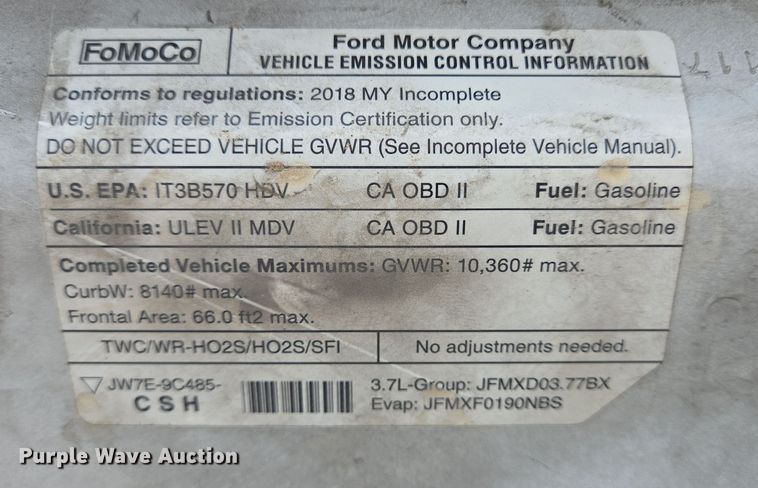 FoMoCo
Ford Motor Company
VEHICLE EMISSION CONTROL INFORMATION
Conforms to regulations: 2018 MY Incomplete
Weight limits refer to Emission Certification only.
DO NOT EXCEED VEHICLE GVWR (See Incomplete Vehicle Manual).
U.S. EPA: IT3B570 HDV CA OBD II Fuel: Gasoline
California: ULEV II MDV CA OBD II Fuel: Gasoline
Completed Vehicle Maximums: GVWR: 10,360# max.
CurbW: 8140# max.
Frontal Area: 66.0 ft2 max.
TWC/WR-HO2S/HO2S/SFI No adjustments needed.
JW7E-9C485-
CSH
3.7L-Group: JFMXD03.77BX
Evap: JFMXF0190NBS
Purple Wave Auction